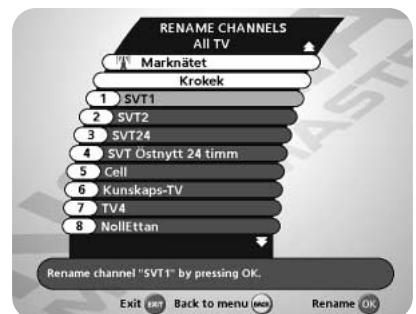 RENAME CHANNELS
All TV
Marknätet
Krokek
1 SVT1
2 SVT2
3 SVT24
4 SVT Östnytt 24 timm
5 Cell
6 Kunskaps-TV
7 TV4
8 NollEttan
Rename channel "SVT1" by pressing OK.
Exit EXIT Back to menu BACK Rename OK